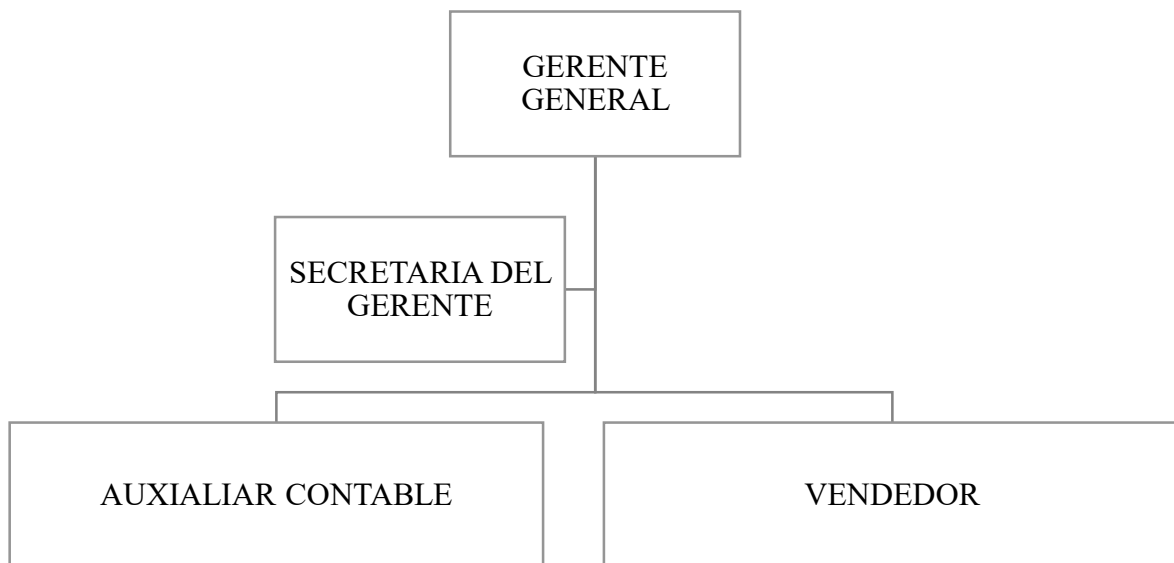 GERENTE
GENERAL
SECRETARIA DEL
GERENTE
AUXIALIAR CONTABLE
VENDEDOR